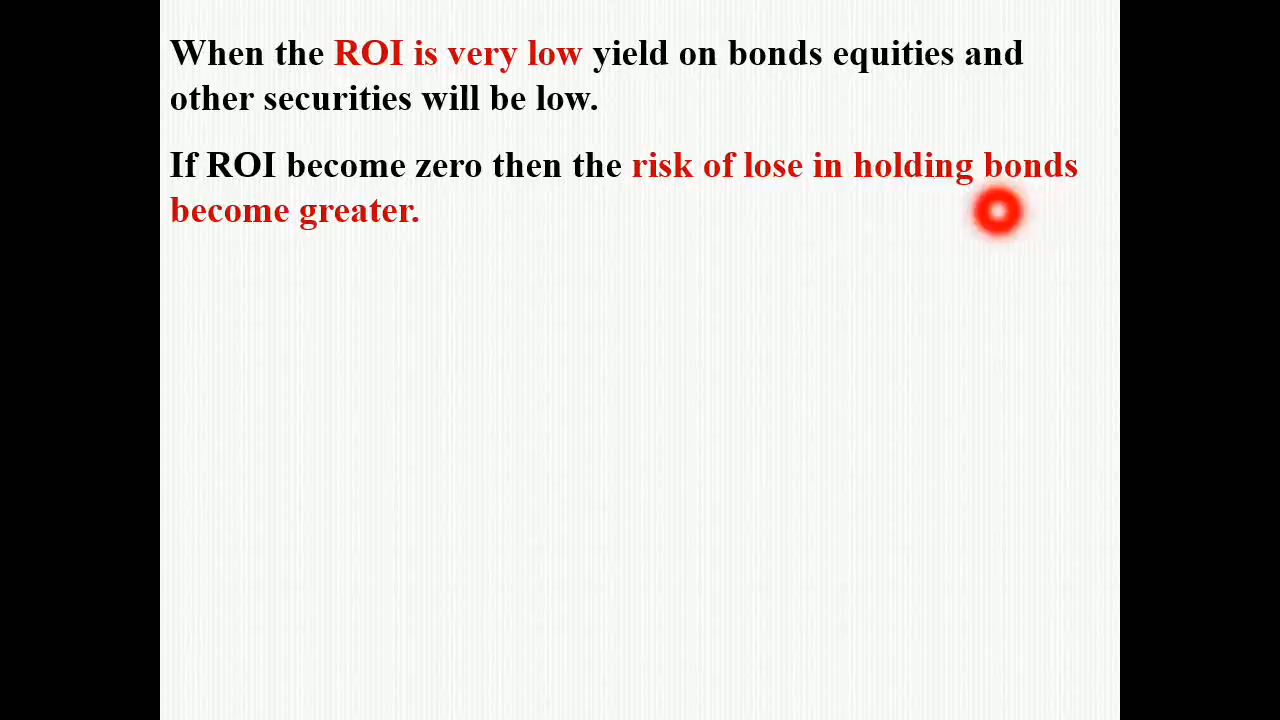 When the ROI is very low yield on bonds equities and
other securities will be low.
If ROI become zero then the risk of lose in holding bonds
become greater.